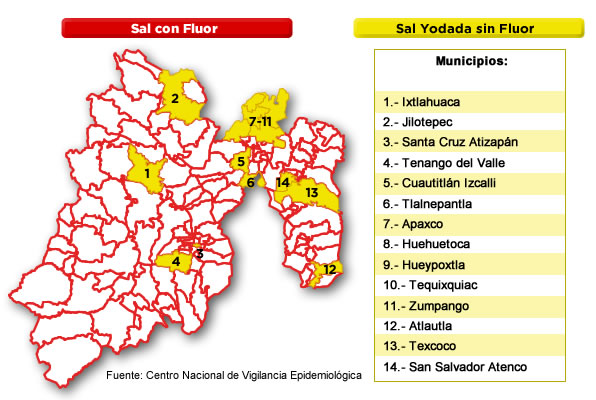 Sal con Fluor
Sal Yodada sin Fluor
Municipios:
1.- Ixtlahuaca
2.- Jilotepec
3.- Santa Cruz Atizapán
4.- Tenango del Valle
5.- Cuautitlán Izcalli
6.- Tlalnepantla
7.- Apaxco
8.- Huehuetoca
9.- Hueypoxtla
10.- Tequixquiac
11.- Zumpango
12.- Atlautla
13.- Texcoco
14.- San Salvador Atenco
2
7-11
5
1
6
14
13
3
4
12
Fuente: Centro Nacional de Vigilancia Epidemiológica